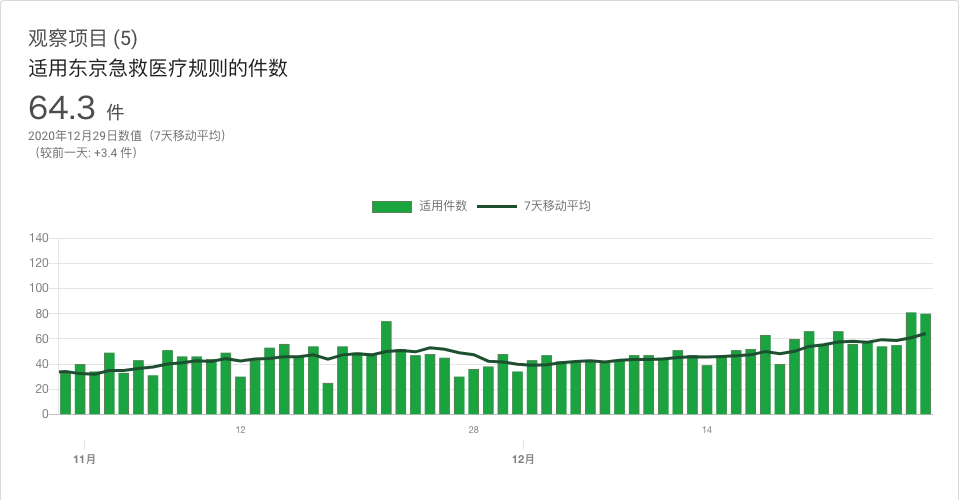 观察项目 (5)
适用东京急救医疗规则的件数
64.3 件
2020年12月29日数值（7天移动平均）
（较前一天: +3.4 件）
适用件数 7天移动平均
140
120
100
80
60
40
20
0
12 28 14
11月 12月